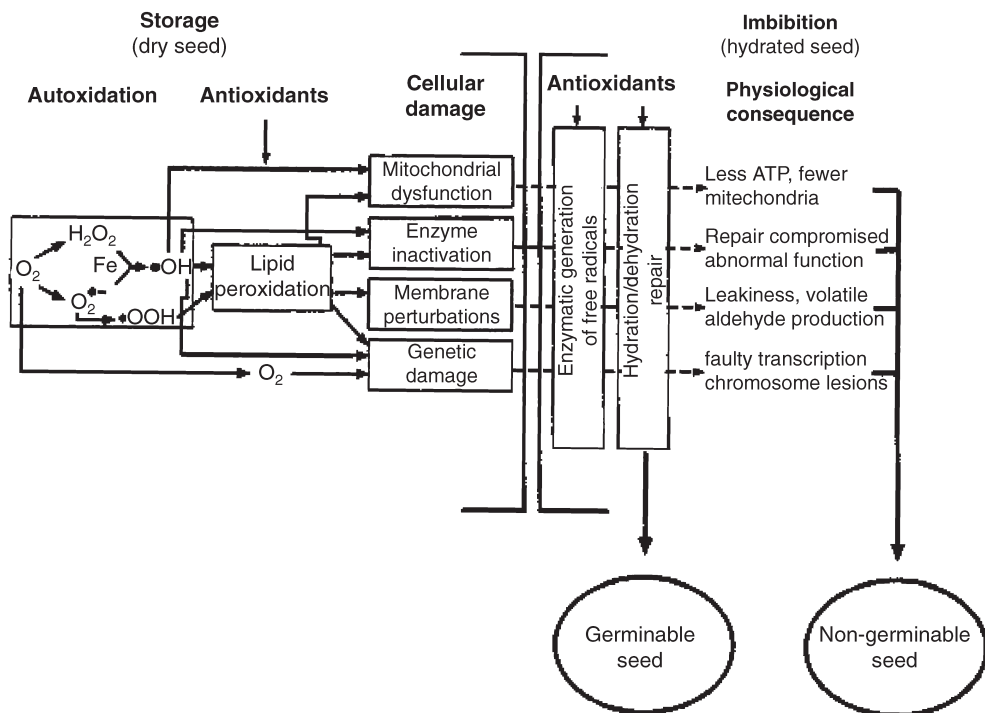 Storage
(dry seed)
Imbibition
(hydrated seed)
Autoxidation
Antioxidants
Cellular
damage
Antioxidants
Physiological
consequence
Mitochondrial
dysfunction
Enzyme
inactivation
Membrane
perturbations
Genetic
damage
H₂O₂
O₂
Fe
•OH
O₂•−
•OOH
Lipid
peroxidation
O₂
Enzymatic generation
of free radicals
Hydration/dehydration
repair
Less ATP, fewer
mitochondria
Repair compromised
abnormal function
Leakiness, volatile
aldehyde production
faulty transcription
chromosome lesions
Germinable
seed
Non-germinable
seed